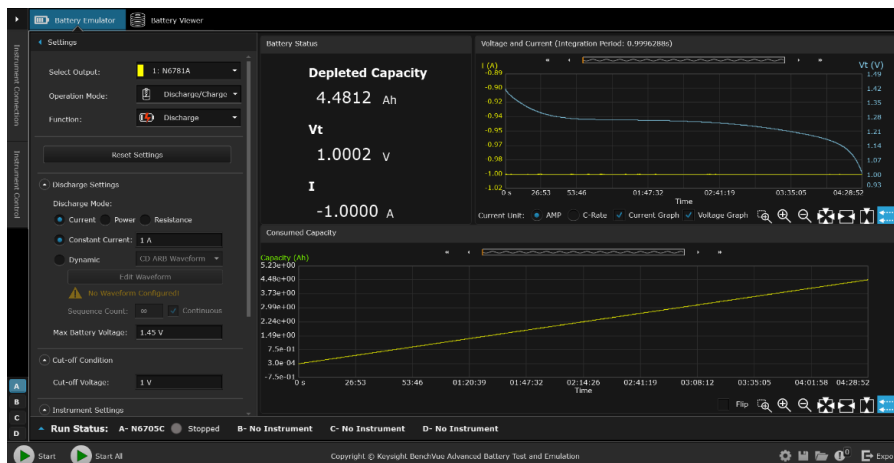 Battery Emulator
Battery Viewer
Instrument Connection
Instrument Control
Settings
Select Output:
1: N6781A
Operation Mode:
Discharge/Charge
Function:
Discharge
Reset Settings
Discharge Settings
Discharge Mode:
Current
Power
Resistance
Constant Current:
1 A
Dynamic
CD ARB Waveform
Edit Waveform
No Waveform Configured!
Sequence Count:
∞
Continuous
Max Battery Voltage:
1.45 V
Cut-off Condition
Cut-off Voltage:
1 V
Instrument Settings
Battery Status
Depleted Capacity
4.4812 Ah
Vt
1.0002 V
I
-1.0000 A
Voltage and Current (Integration Period: 0.9996288s)
I (A)
Vt (V)
-0.89
-0.90
-0.92
-0.94
-0.95
-0.97
-0.98
-1.00
-1.02
1.49
1.42
1.35
1.28
1.21
1.14
1.07
1.00
0.93
0 s
26:53
53:46
01:47:32
02:41:19
03:35:05
04:28:52
Time
Current Unit:
AMP
C-Rate
Current Graph
Voltage Graph
Consumed Capacity
Capacity (Ah)
5.23e+00
4.48e+00
3.73e+00
2.99e+00
2.24e+00
1.49e+00
7.5e-01
3.0e-04
-7.5e-01
0 s
26:53
53:46
01:20:39
01:47:32
02:14:26
02:41:19
03:08:12
03:35:05
04:01:58
04:28:52
Time
Flip
A
B
C
D
Run Status:
A- N6705C
Stopped
B- No Instrument
C- No Instrument
D- No Instrument
Start
Start All
Copyright © Keysight BenchVue Advanced Battery Test and Emulation
0
Expo